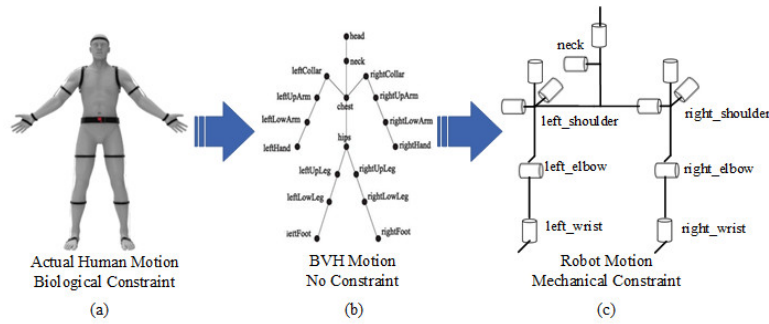 head
neck
leftCollar
rightCollar
leftUpArm
rightUpArm
chest
leftLowArm
rightLowArm
leftHand
hips
rightHand
leftUpLeg
rightUpLeg
leftLowLeg
rightLowLeg
leftFoot
rightFoot
neck
left_shoulder
right_shoulder
left_elbow
right_elbow
left_wrist
right_wrist
Actual Human Motion
Biological Constraint
(a)
BVH Motion
No Constraint
(b)
Robot Motion
Mechanical Constraint
(c)